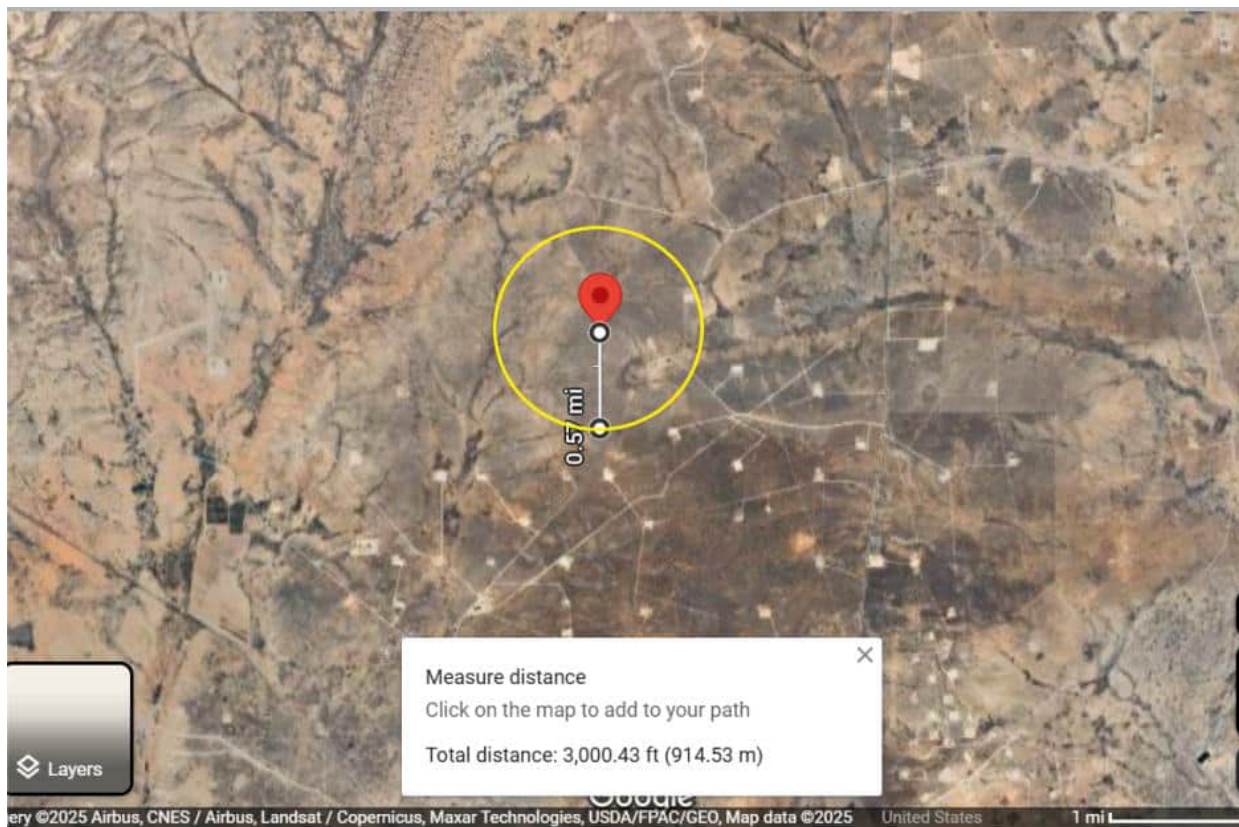 0.57 mi
Measure distance
Click on the map to add to your path
Total distance: 3,000.43 ft (914.53 m)
Layers
Google
ery ©2025 Airbus, CNES / Airbus, Landsat / Copernicus, Maxar Technologies, USDA/FPAC/GEO, Map data ©2025 United States 1 mi